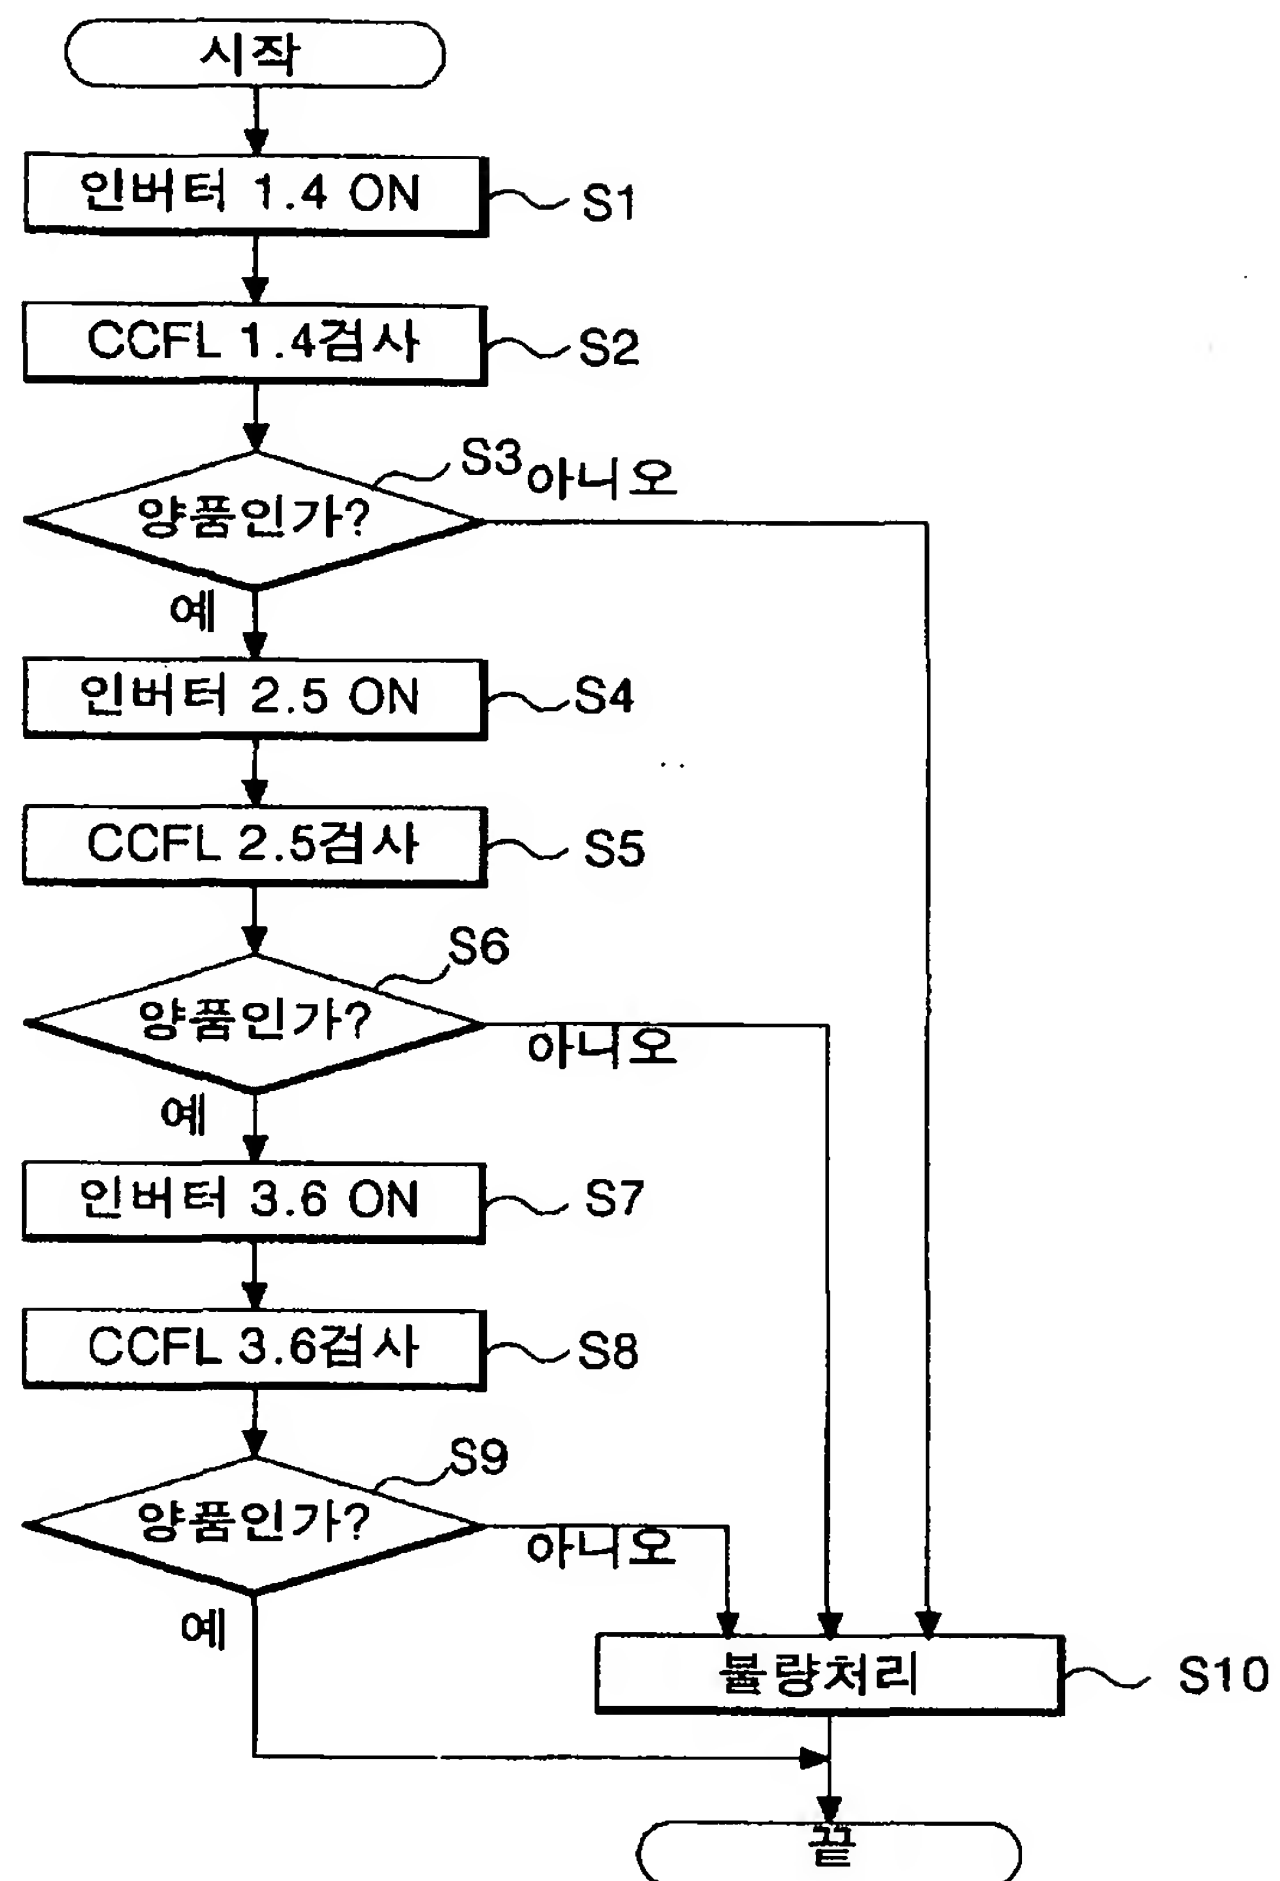 시작
인버터 1.4 ON
S1
CCFL 1.4검사
S2
S3
아니오
양품인가?
예
인버터 2.5 ON
S4
CCFL 2.5검사
S5
S6
양품인가?
아니오
예
인버터 3.6 ON
S7
CCFL 3.6검사
S8
S9
양품인가?
아니오
예
불량처리
S10
끝